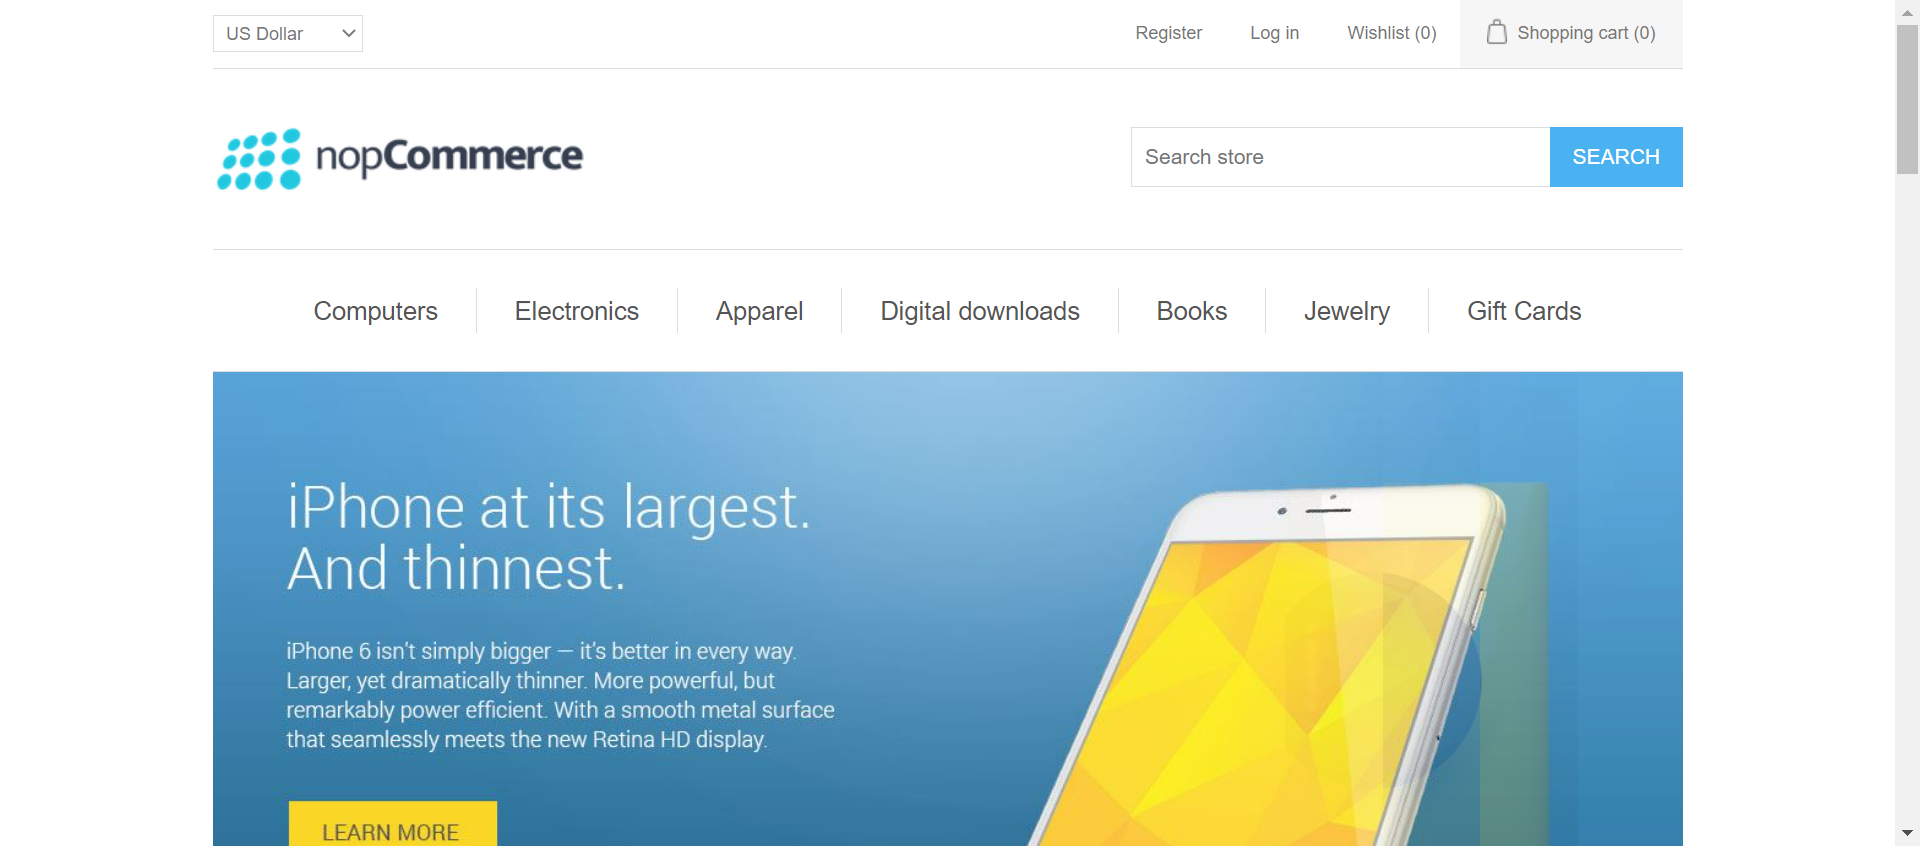 US Dollar
Register
Log in
Wishlist (0)
Shopping cart (0)
nopCommerce
Search store
SEARCH
Computers
Electronics
Apparel
Digital downloads
Books
Jewelry
Gift Cards
iPhone at its largest.
And thinnest.
iPhone 6 isn't simply bigger — it's better in every way.
Larger, yet dramatically thinner. More powerful, but
remarkably power efficient. With a smooth metal surface
that seamlessly meets the new Retina HD display.
LEARN MORE